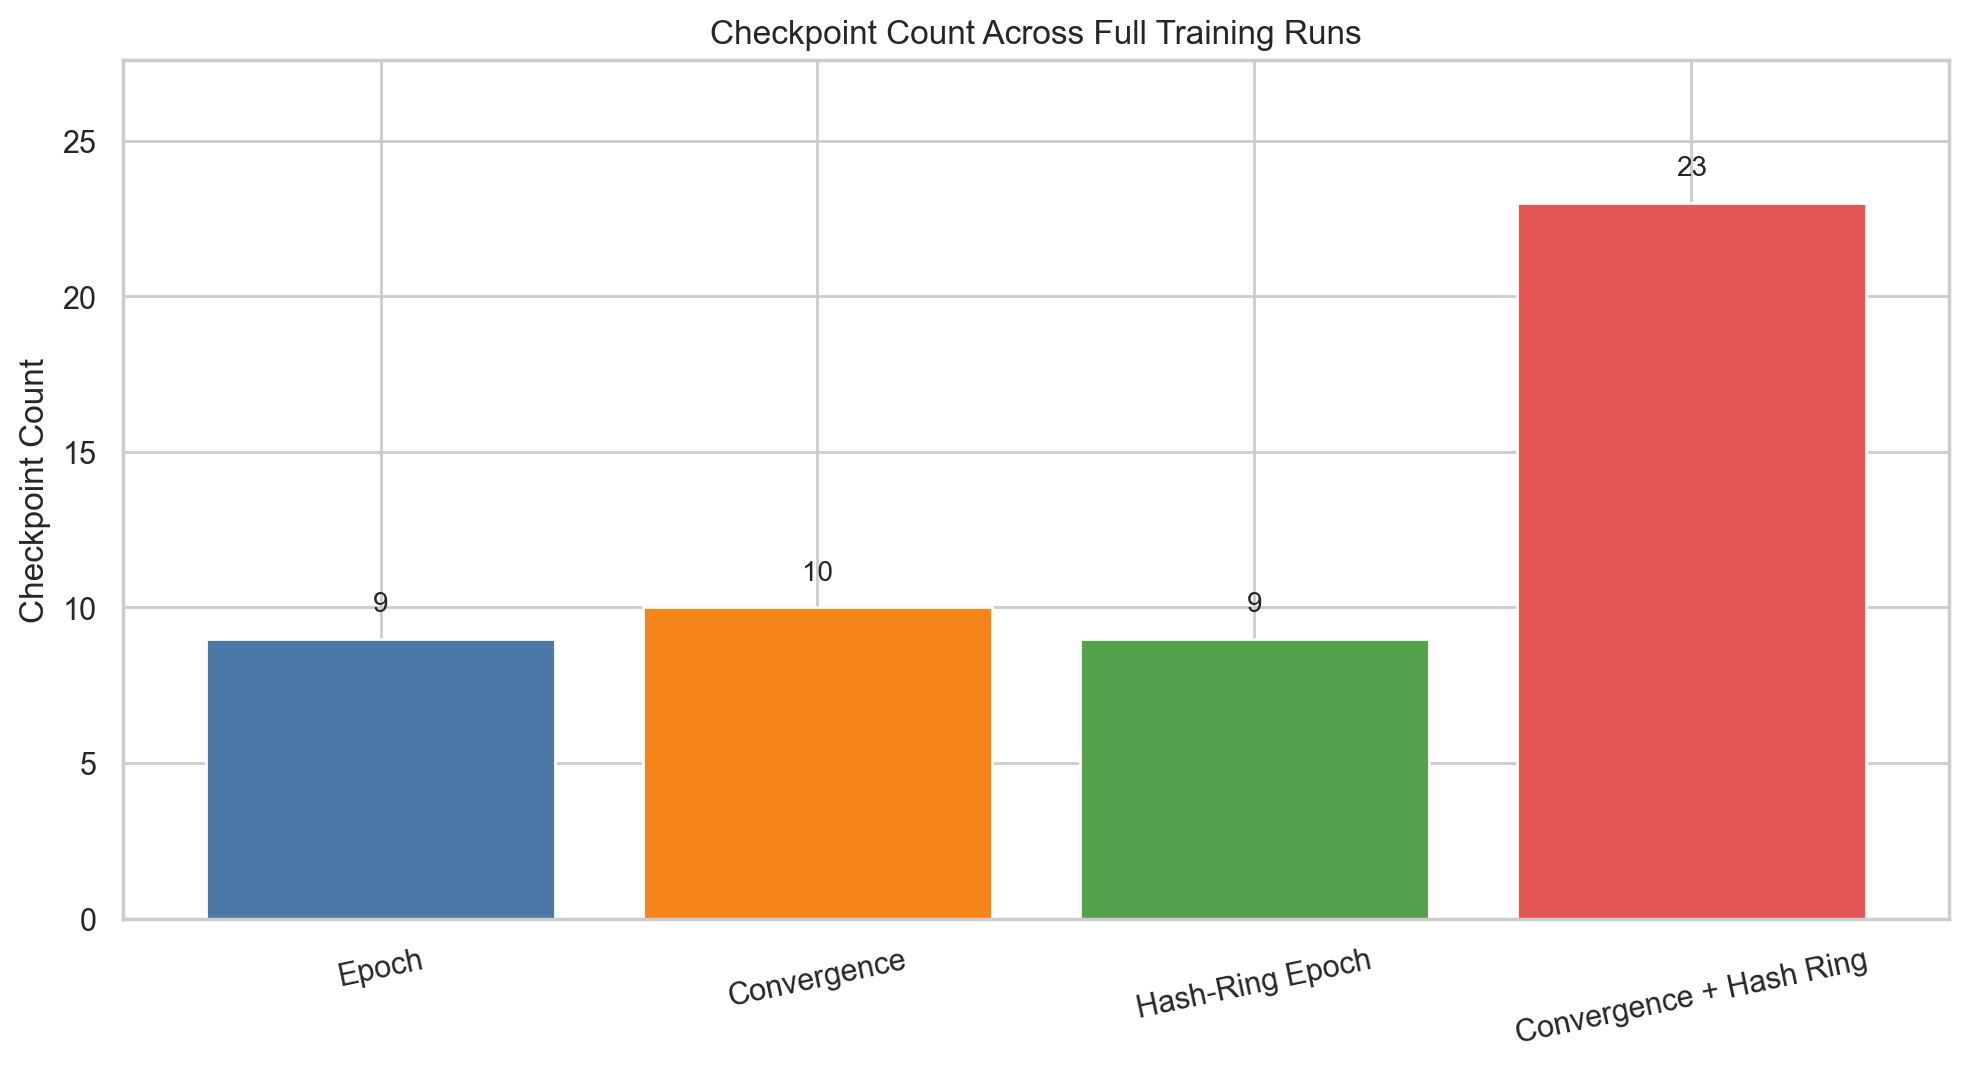 Checkpoint Count Across Full Training Runs
Checkpoint Count
25
20
15
10
5
0
9
10
9
23
Epoch
Convergence
Hash-Ring Epoch
Convergence + Hash Ring